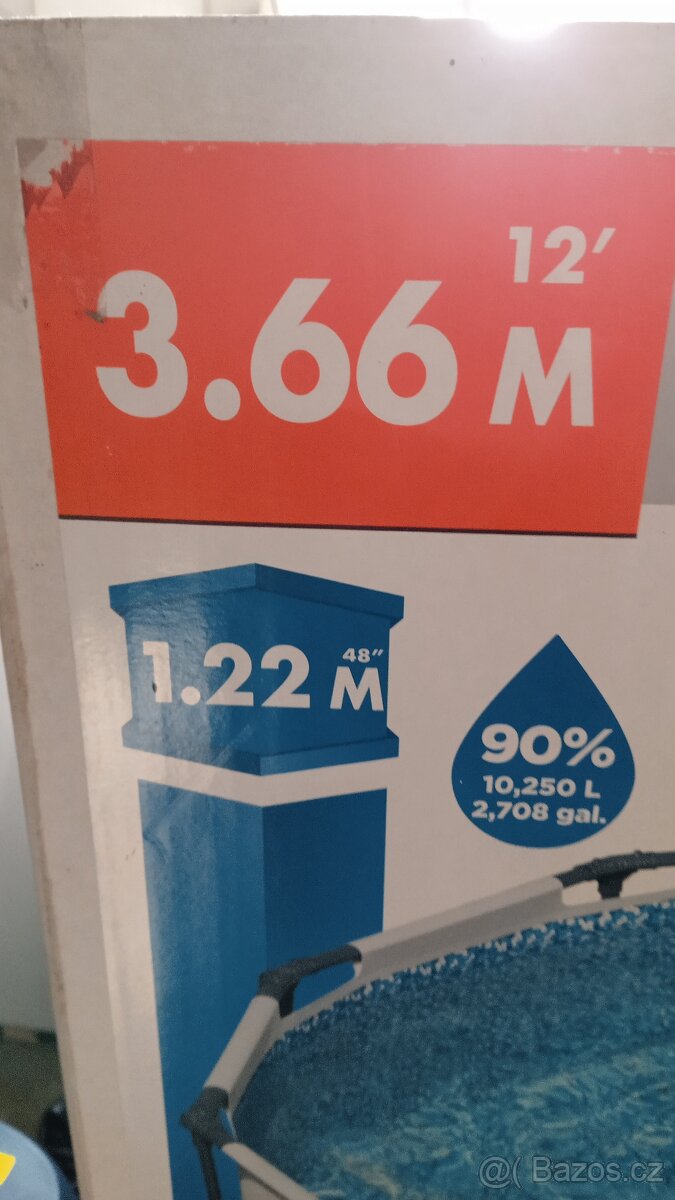 12'
3.66 M
48"
1.22 M
90%
10,250 L
2,708 gal.
@( Bazos.cz